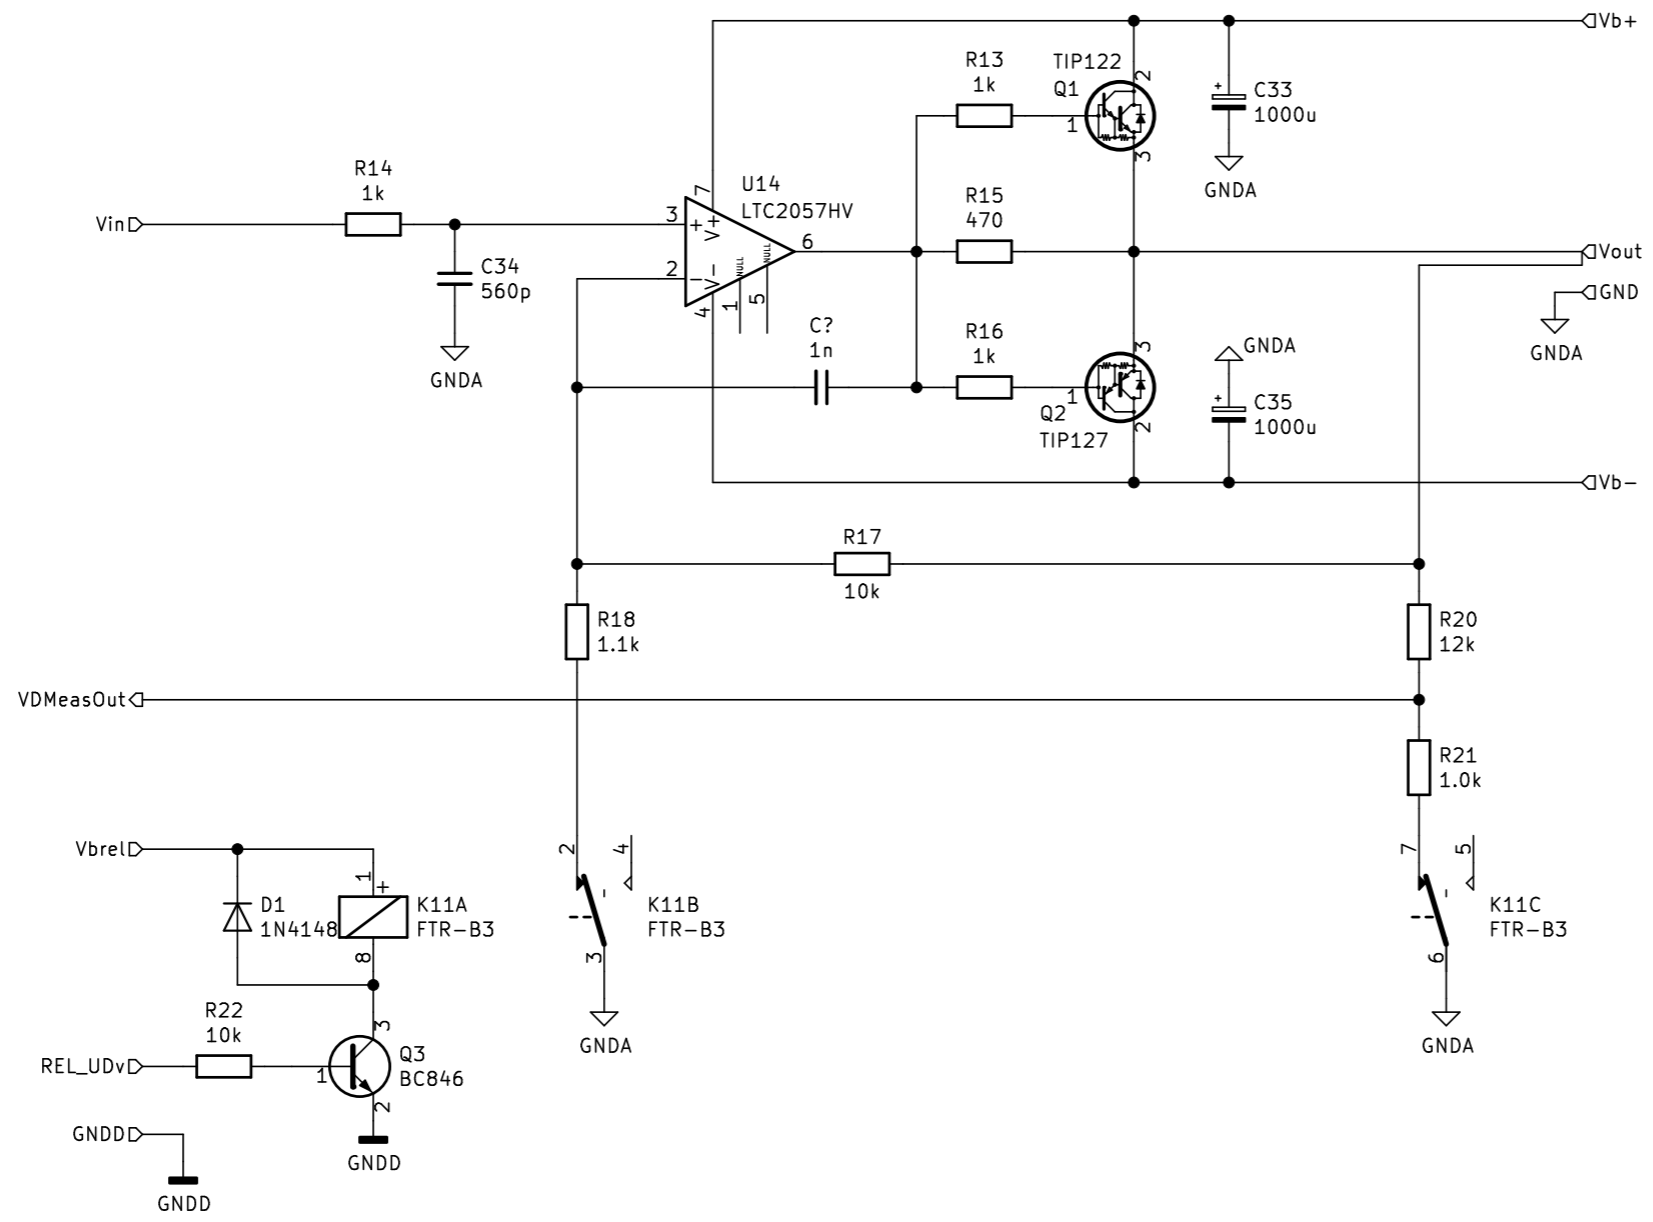 Vb+
R13
1k
TIP122
Q1
2
1
3
C33
1000u
+
GNDA
R14
1k
Vin
U14
LTC2057HV
7
3
+
V+
2
-
V-
4
NULL
1
NULL
5
6
R15
470
Vout
GND
GNDA
C34
560p
GNDA
C?
1n
R16
1k
3
1
Q2
TIP127
2
GNDA
+
C35
1000u
Vb-
R17
10k
R18
1.1k
R20
12k
VDMeasOut
R21
1.0k
Vbrel
1
+
D1
1N4148
K11A
FTR-B3
8
2
4
K11B
FTR-B3
3
GNDA
7
5
K11C
FTR-B3
6
GNDA
R22
10k
REL_UDv
3
1
Q3
BC846
2
GNDD
GNDD
GNDD